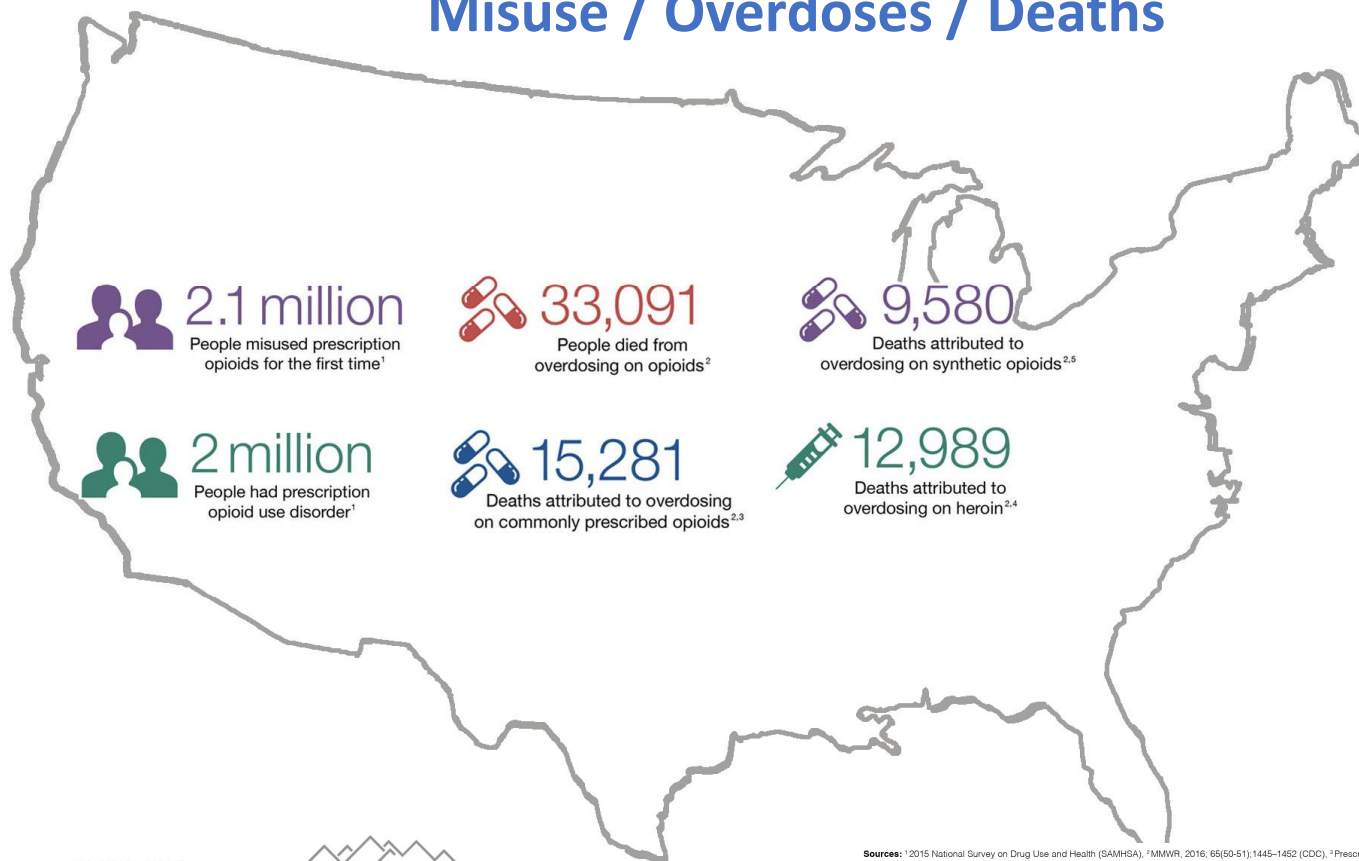 Misuse / Overdoses / Deaths
2.1 million
People misused prescription
opioids for the first time¹
33,091
People died from
overdosing on opioids²
9,580
Deaths attributed to
overdosing on synthetic opioids²,⁵
2 million
People had prescription
opioid use disorder¹
15,281
Deaths attributed to overdosing
on commonly prescribed opioids²,³
12,989
Deaths attributed to
overdosing on heroin²,⁴
Sources: ¹ 2015 National Survey on Drug Use and Health (SAMHSA), ² MMWR, 2016; 65(50-51);1445–1452 (CDC), ³ Prescr